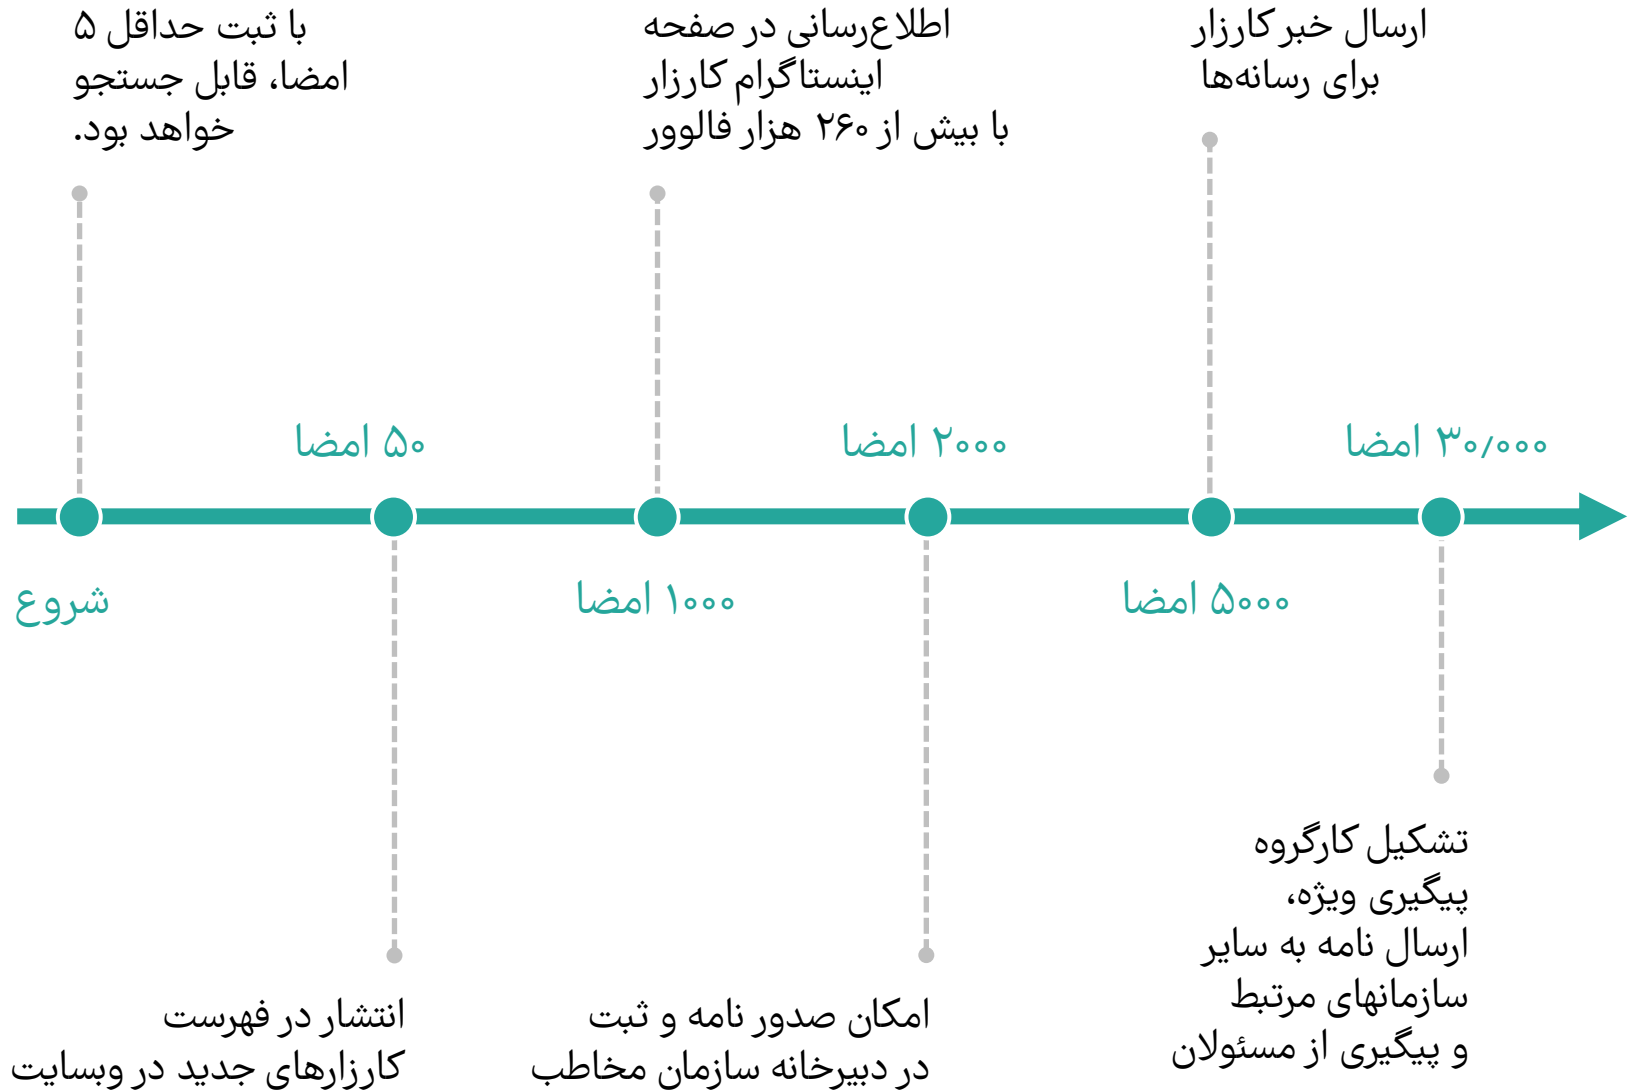 با ثبت حداقل ۵
امضا، قابل جستجو
خواهد بود.
شروع
۵۰ امضا
انتشار در فهرست
کارزارهای جدید در وبسایت
اطلاع‌رسانی در صفحه
اینستاگرام کارزار
با بیش از ۲۶۰ هزار فالوور
۱۰۰۰ امضا
۲۰۰۰ امضا
امکان صدور نامه و ثبت
در دبیرخانه سازمان مخاطب
ارسال خبر کارزار
برای رسانه‌ها
۵۰۰۰ امضا
۳۰٫۰۰۰ امضا
تشکیل کارگروه
پیگیری ویژه،
ارسال نامه به سایر
سازمانهای مرتبط
و پیگیری از مسئولان